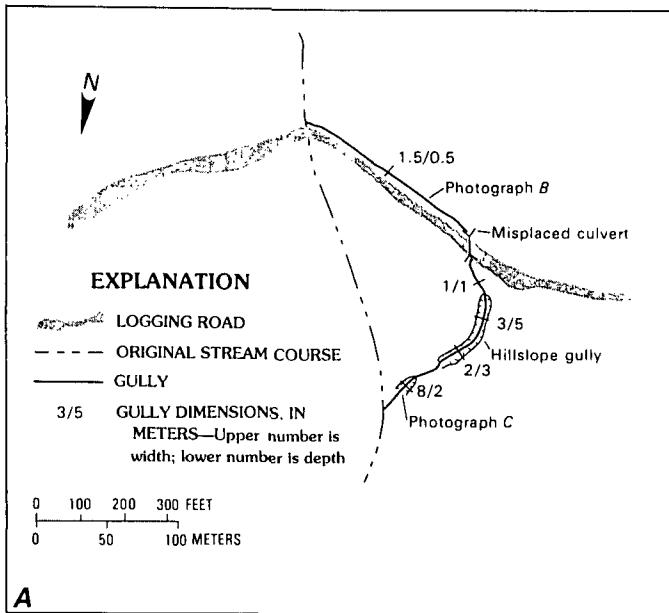 N
1.5/0.5
Photograph B
Misplaced culvert
1/1
3/5
Hillslope gully
2/3
8/2
Photograph C
EXPLANATION
LOGGING ROAD
ORIGINAL STREAM COURSE
GULLY
3/5 GULLY DIMENSIONS, IN
METERS—Upper number is
width; lower number is depth
0 100 200 300 FEET
0 50 100 METERS
A